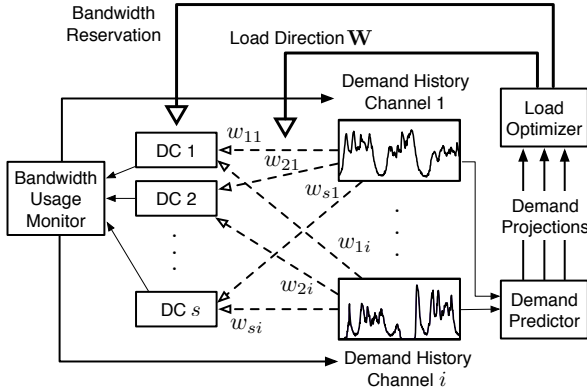 Bandwidth
Reservation
Load Direction W
Demand History
Channel 1
Load
Optimizer
w11
DC 1
w21
ws1
Bandwidth
Usage
Monitor
DC 2
Demand
Projections
w1i
w2i
DC s
wsi
Demand
Predictor
Demand History
Channel i